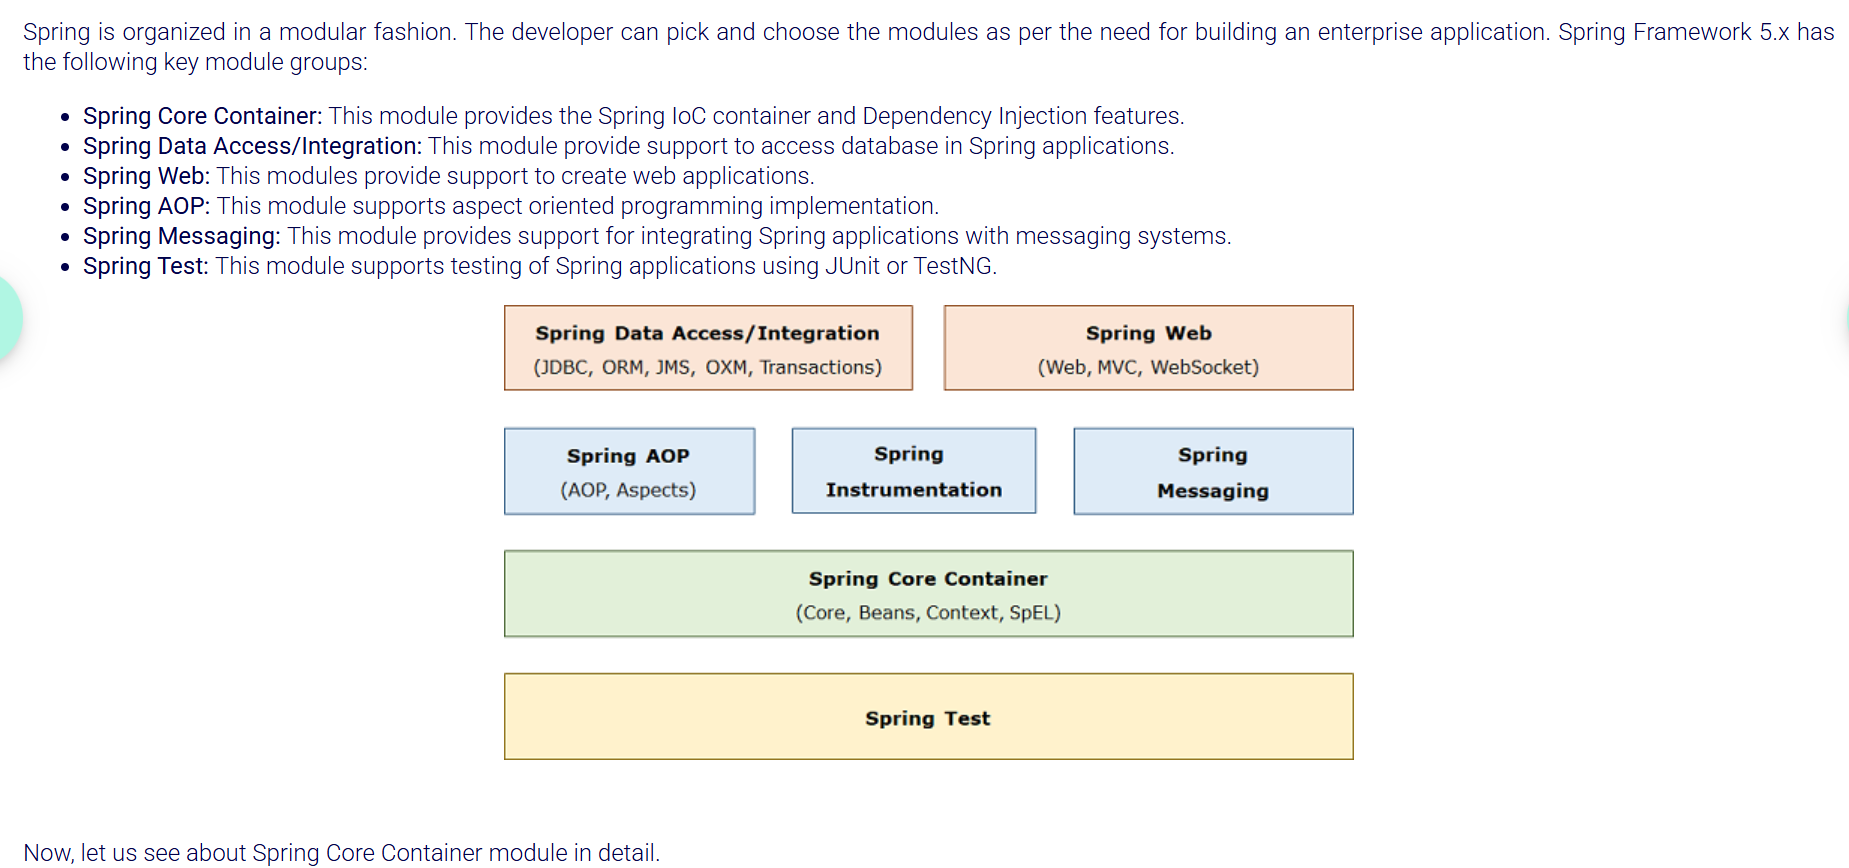 Spring is organized in a modular fashion. The developer can pick and choose the modules as per the need for building an enterprise application. Spring Framework 5.x has
the following key module groups:
• Spring Core Container: This module provides the Spring IoC container and Dependency Injection features.
• Spring Data Access/Integration: This module provide support to access database in Spring applications.
• Spring Web: This modules provide support to create web applications.
• Spring AOP: This module supports aspect oriented programming implementation.
• Spring Messaging: This module provides support for integrating Spring applications with messaging systems.
• Spring Test: This module supports testing of Spring applications using JUnit or TestNG.
Spring Data Access/Integration
(JDBC, ORM, JMS, OXM, Transactions)
Spring Web
(Web, MVC, WebSocket)
Spring AOP
(AOP, Aspects)
Spring
Instrumentation
Spring
Messaging
Spring Core Container
(Core, Beans, Context, SpEL)
Spring Test
Now, let us see about Spring Core Container module in detail.